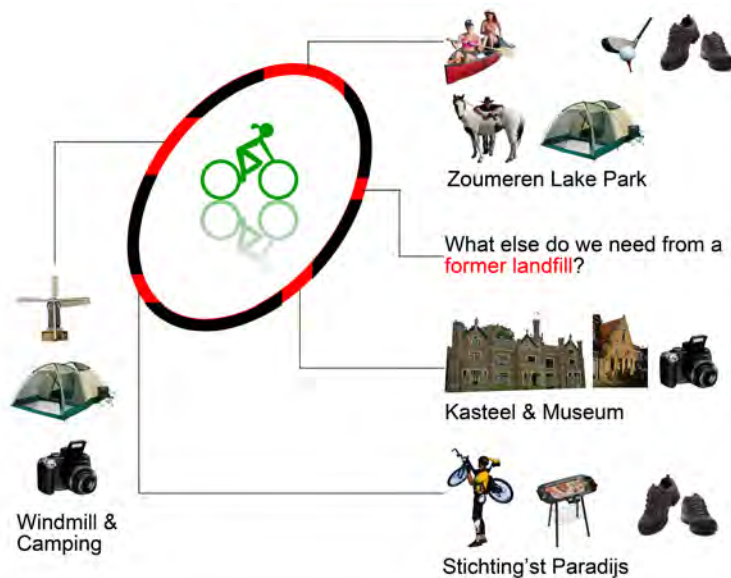 Zoumeren Lake Park
What else do we need from a
former landfill?
Kasteel & Museum
Windmill &
Camping
Stichting'st Paradijs